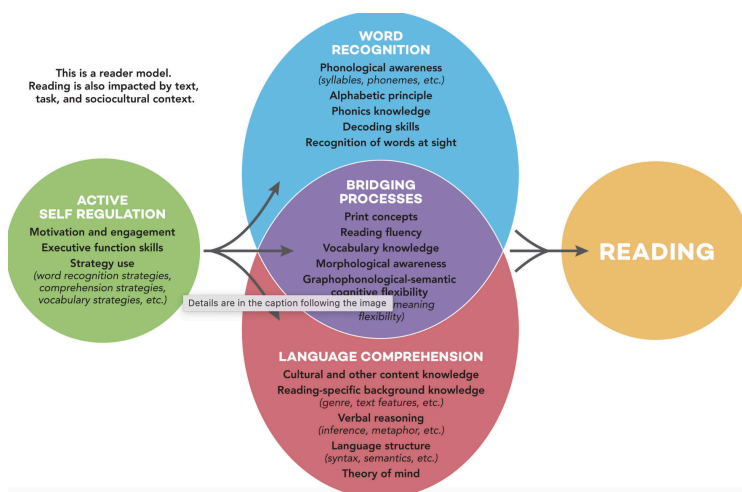 This is a reader model.
Reading is also impacted by text,
task, and sociocultural context.
WORD
RECOGNITION
Phonological awareness
(syllables, phonemes, etc.)
Alphabetic principle
Phonics knowledge
Decoding skills
Recognition of words at sight
ACTIVE
SELF REGULATION
Motivation and engagement
Executive function skills
Strategy use
(word recognition strategies,
comprehension strategies,
vocabulary strategies, etc.)
BRIDGING
PROCESSES
Print concepts
Reading fluency
Vocabulary knowledge
Morphological awareness
Graphophonological-semantic
cognitive flexibility
meaning
flexibility)
Details are in the caption following the image
READING
LANGUAGE COMPREHENSION
Cultural and other content knowledge
Reading-specific background knowledge
(genre, text features, etc.)
Verbal reasoning
(inference, metaphor, etc.)
Language structure
(syntax, semantics, etc.)
Theory of mind